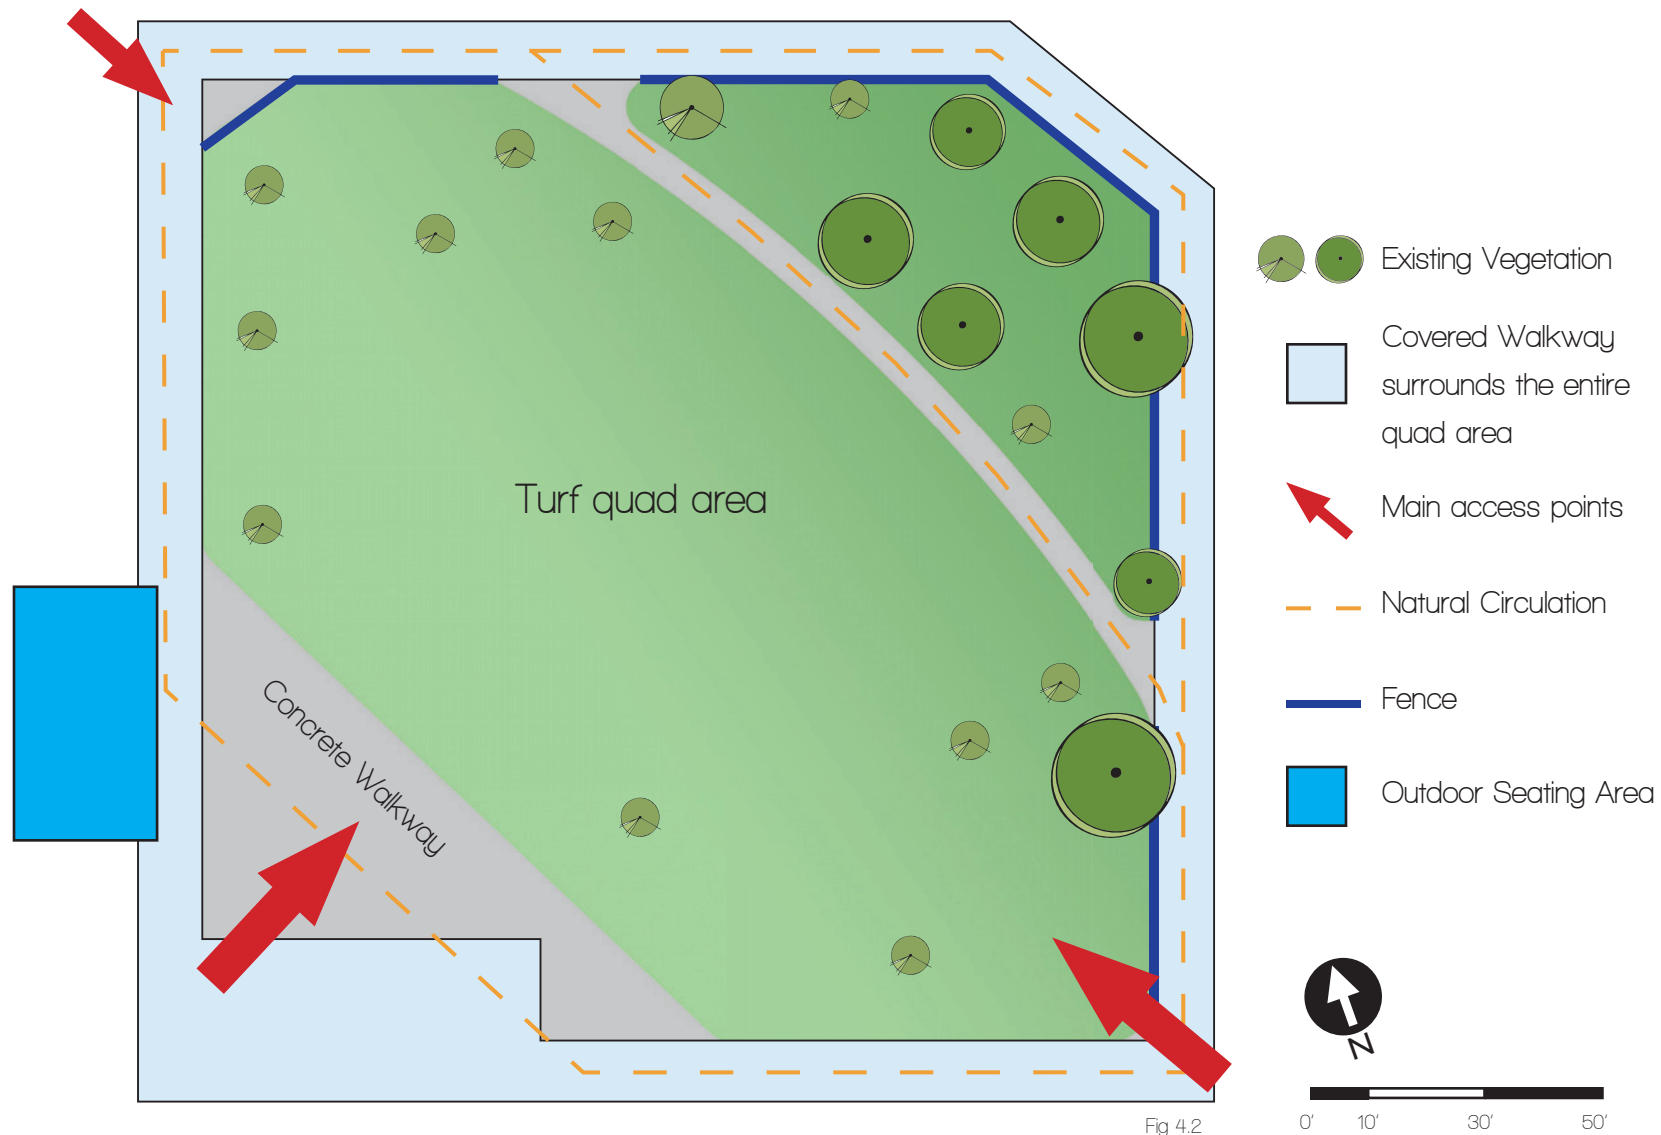 Turf quad area
Concrete Walkway
Existing Vegetation
Covered Walkway
surrounds the entire
quad area
Main access points
Natural Circulation
Fence
Outdoor Seating Area
N
0' 10' 30' 50'
Fig 4.2